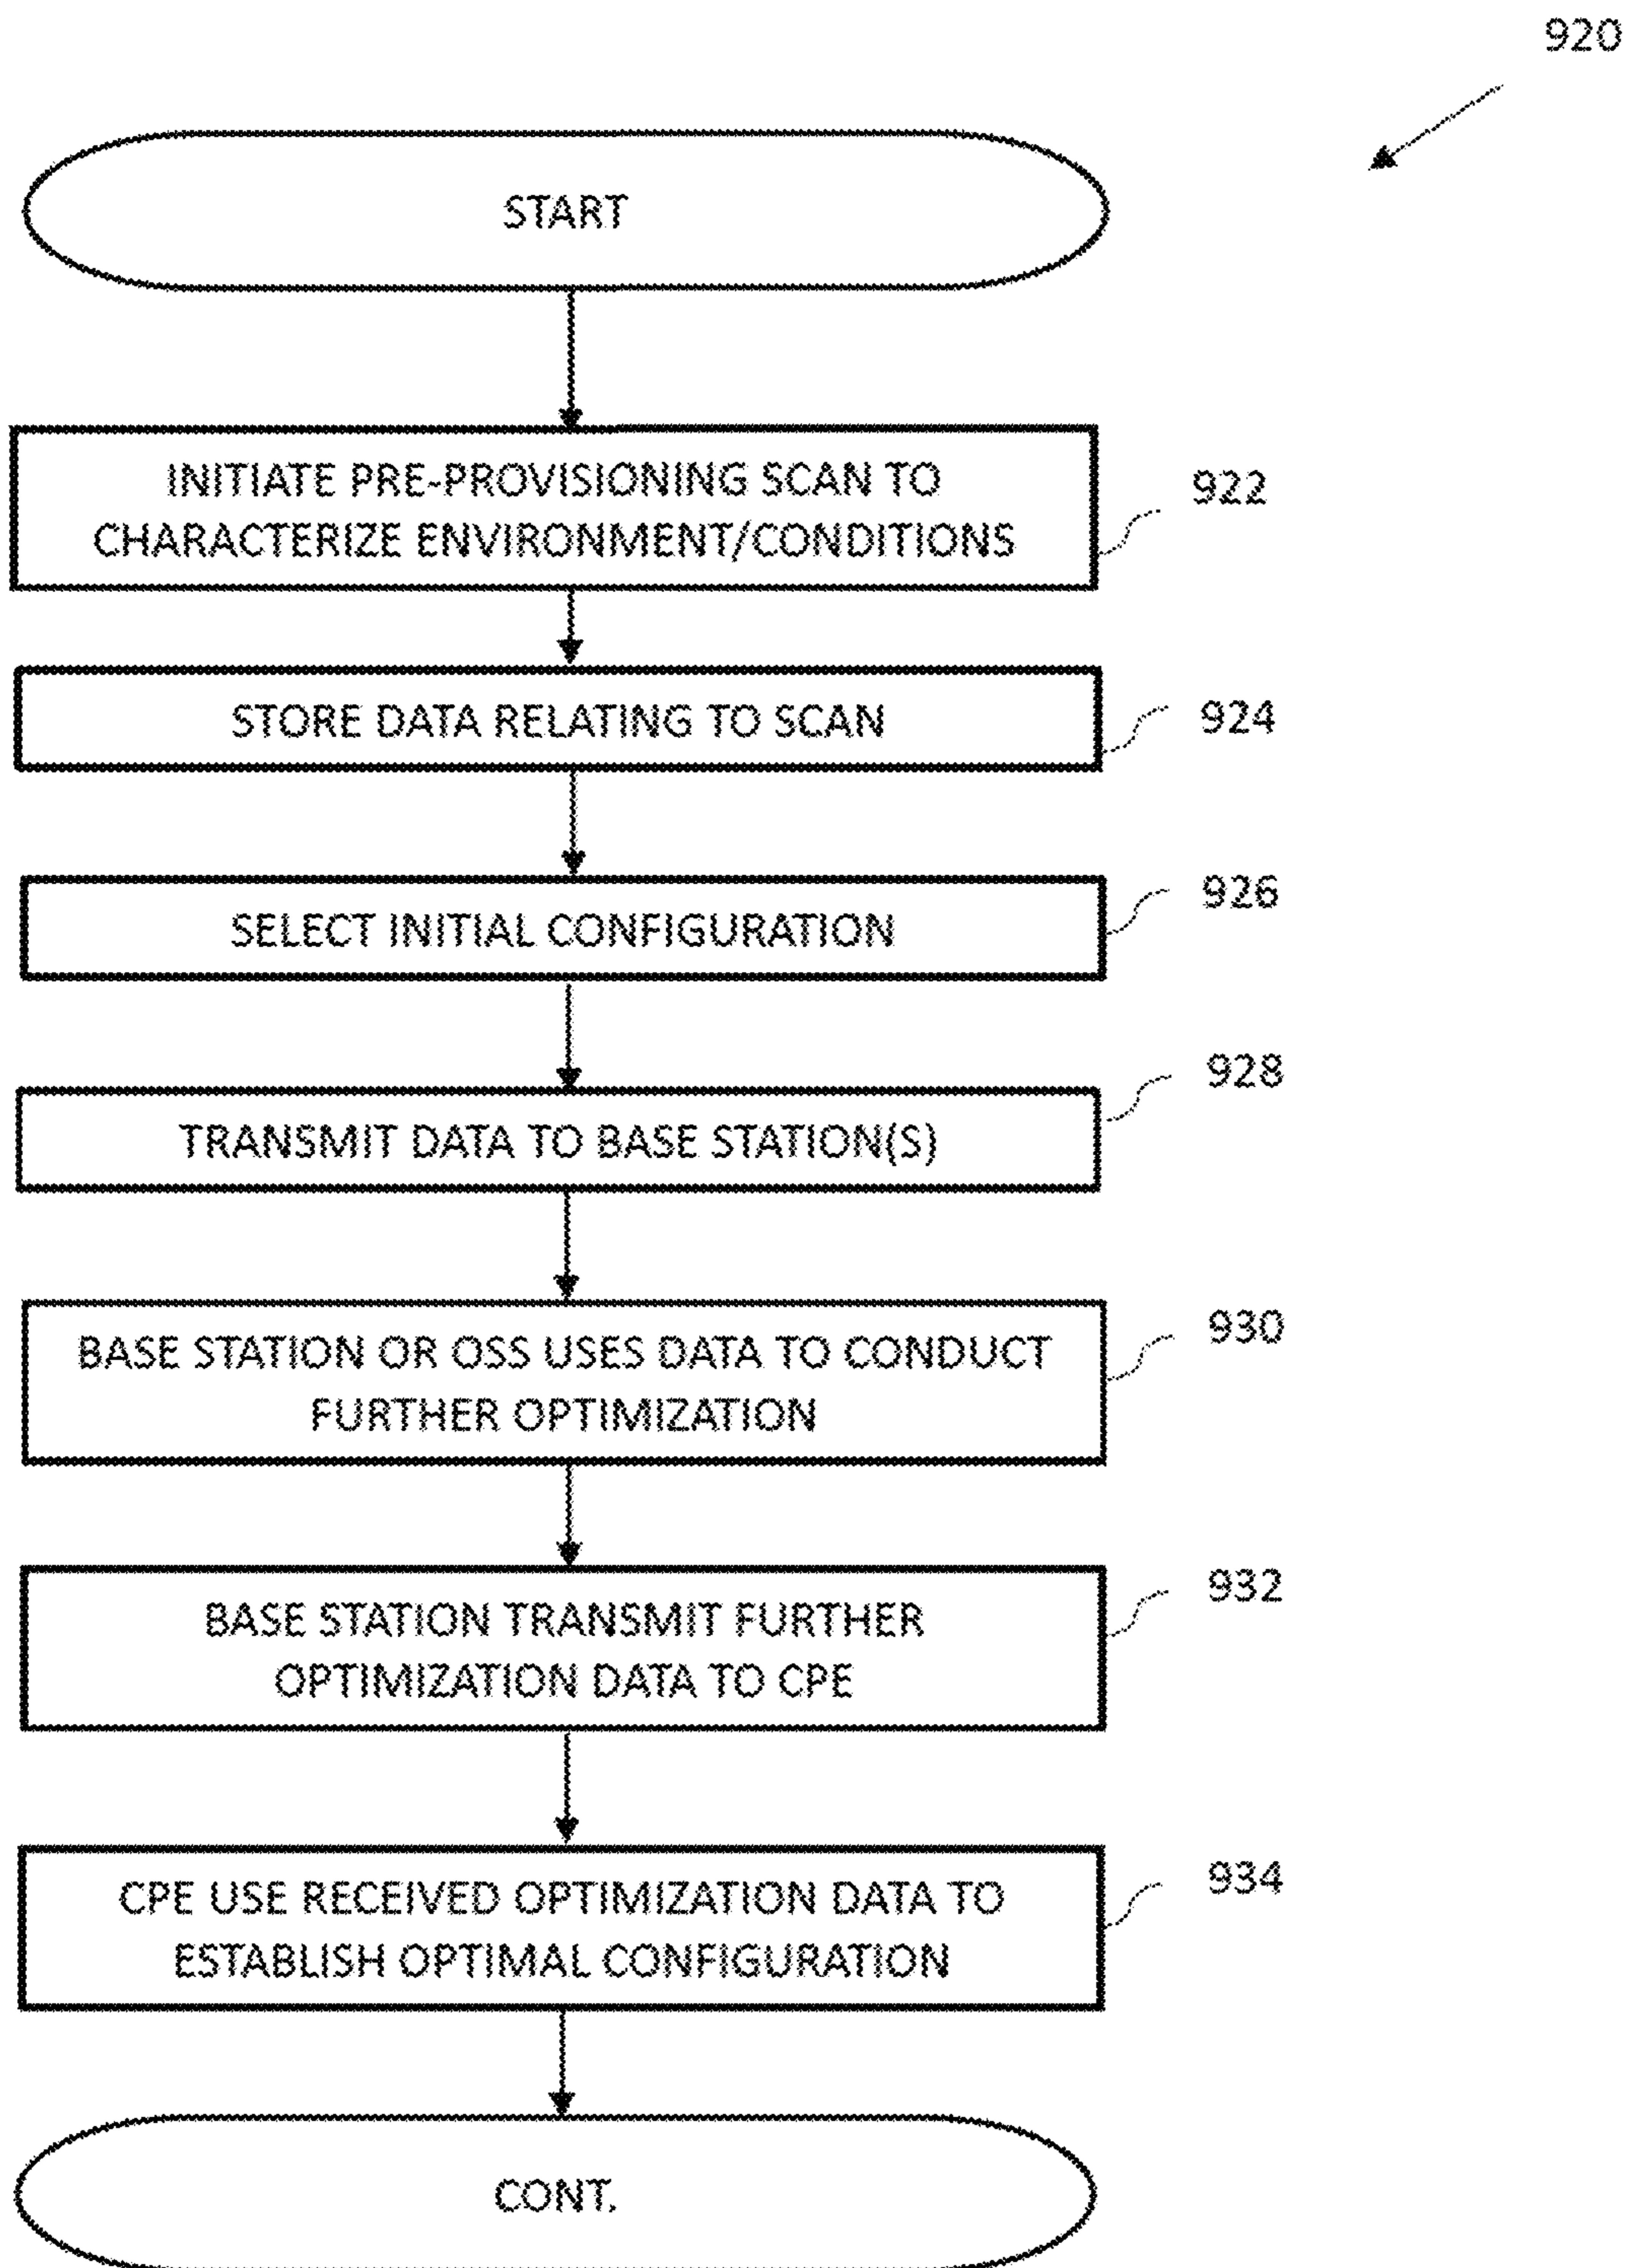 920
START
INITIATE PRE-PROVISIONING SCAN TO
CHARACTERIZE ENVIRONMENT/CONDITIONS
922
STORE DATA RELATING TO SCAN
924
SELECT INITIAL CONFIGURATION
926
TRANSMIT DATA TO BASE STATION(S)
928
BASE STATION OR OSS USES DATA TO CONDUCT
FURTHER OPTIMIZATION
930
BASE STATION TRANSMIT FURTHER
OPTIMIZATION DATA TO CPE
932
CPE USE RECEIVED OPTIMIZATION DATA TO
ESTABLISH OPTIMAL CONFIGURATION
934
CONT.